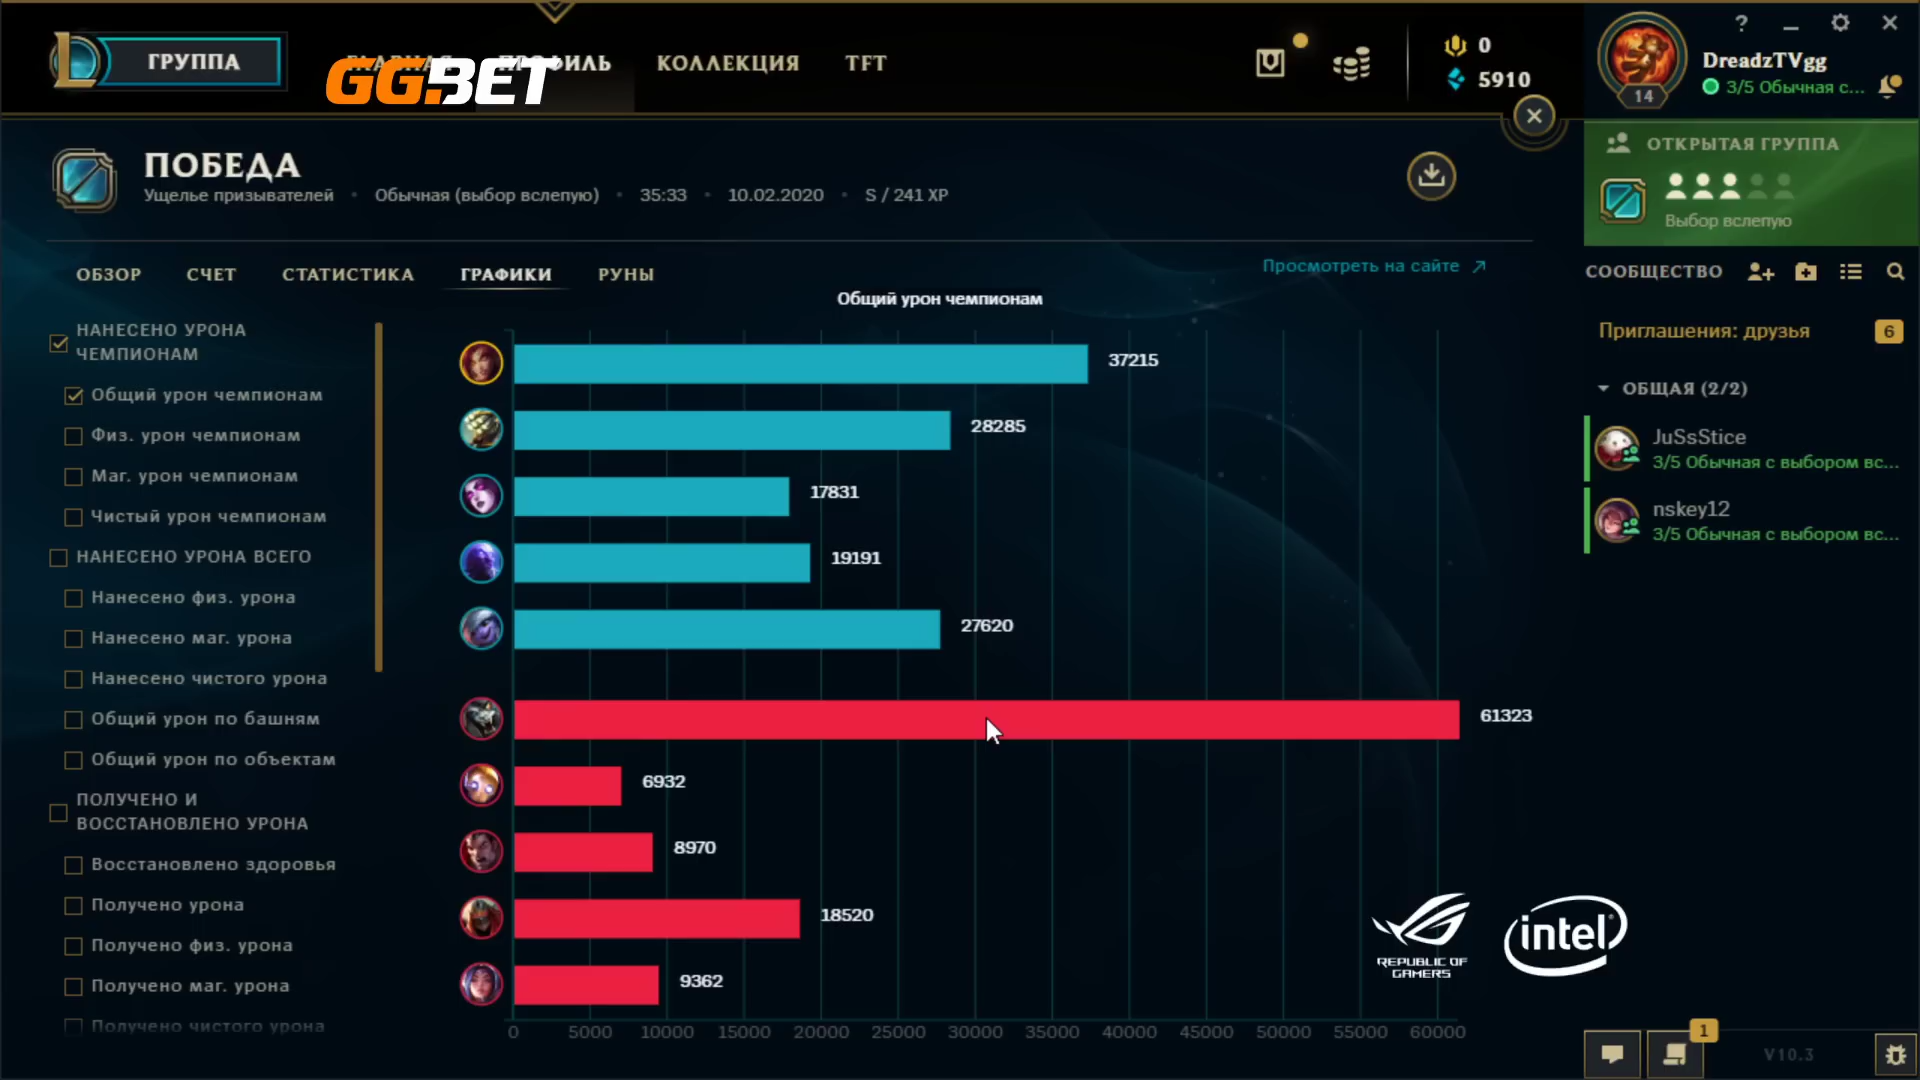 ГРУППА
ГЛАВНАЯ
ПРОФИЛЬ
КОЛЛЕКЦИЯ
TFT
GG.BET
0
5910
?
DreadzTVgg
3/5 Обычная с...
14
ПОБЕДА
Ущелье призывателей • Обычная (выбор вслепую) • 35:33 • 10.02.2020 • S / 241 XP
ОТКРЫТАЯ ГРУППА
Выбор вслепую
ОБЗОР
СЧЕТ
СТАТИСТИКА
ГРАФИКИ
РУНЫ
Просмотреть на сайте
СООБЩЕСТВО
Приглашения: друзья
6
ОБЩАЯ (2/2)
JuSsStice
3/5 Обычная с выбором вс...
nskey12
3/5 Обычная с выбором вс...
НАНЕСЕНО УРОНА
ЧЕМПИОНАМ
Общий урон чемпионам
Физ. урон чемпионам
Маг. урон чемпионам
Чистый урон чемпионам
НАНЕСЕНО УРОНА ВСЕГО
Нанесено физ. урона
Нанесено маг. урона
Нанесено чистого урона
Общий урон по башням
Общий урон по объектам
ПОЛУЧЕНО И
ВОССТАНОВЛЕНО УРОНА
Восстановлено здоровья
Получено урона
Получено физ. урона
Получено маг. урона
Получено чистого урона
Общий урон чемпионам
37215
28285
17831
19191
27620
61323
6932
8970
18520
9362
0 5000 10000 15000 20000 25000 30000 35000 40000 45000 50000 55000 60000
REPUBLIC OF
GAMERS
intel
1
V10.3